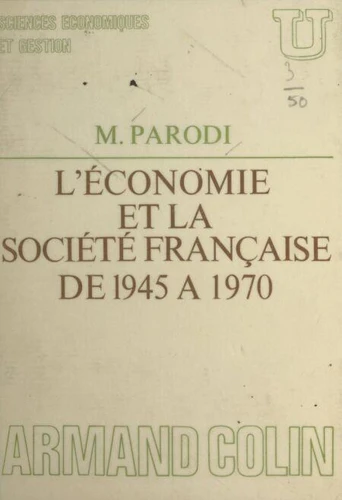 SCIENCES ECONOMIQUES
ET GESTION
U
3
50
M. PARODI
L'ÉCONOMIE
ET LA
SOCIÉTÉ FRANÇAISE
DE 1945 A 1970
ARMAND COLIN